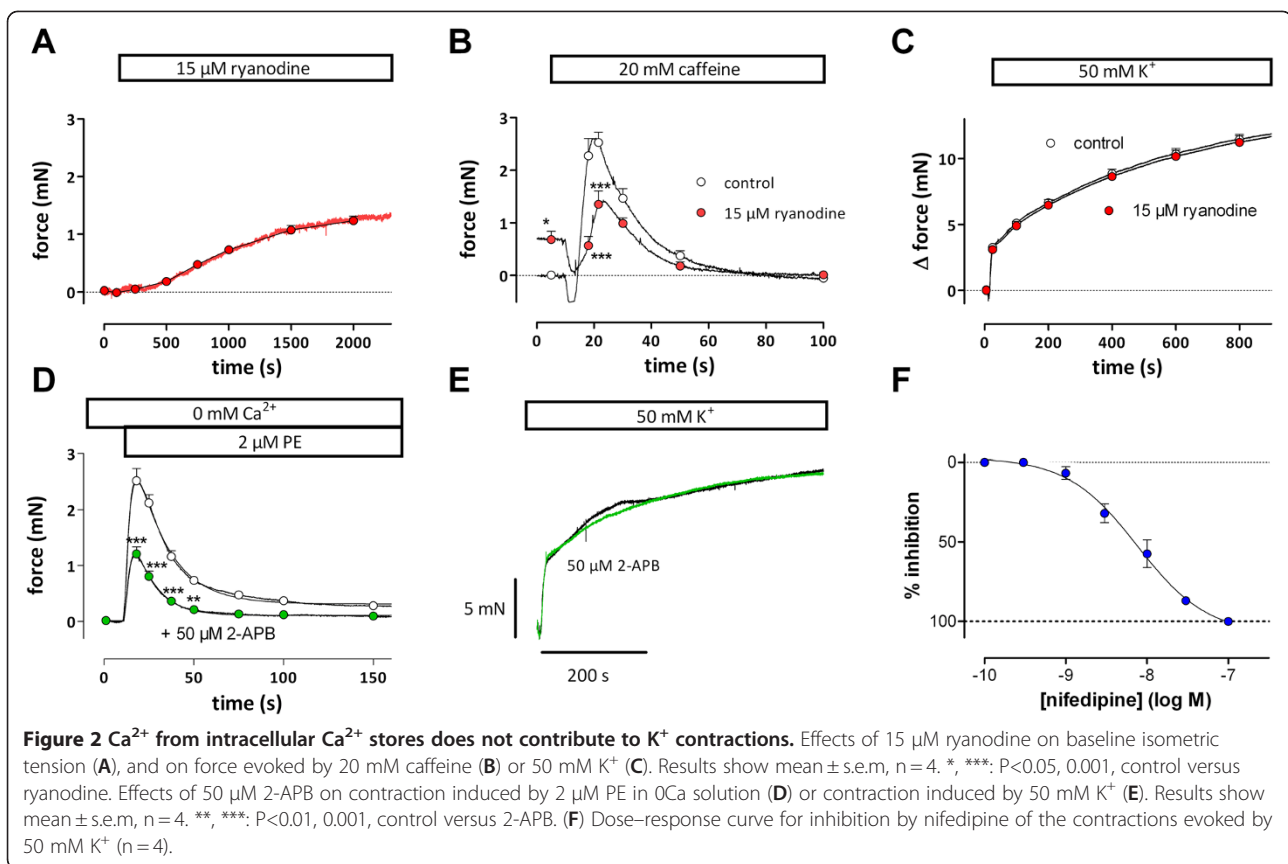 A
15 µM ryanodine
force (mN)
3
2
1
0
0 500 1000 1500 2000
time (s)
B
20 mM caffeine
force (mN)
3
2
1
0
*
***
***
control
15 µM ryanodine
0 20 40 60 80 100
time (s)
C
50 mM K⁺
Δ force (mN)
10
5
0
control
15 µM ryanodine
0 200 400 600 800
time (s)
D
0 mM Ca²⁺
2 µM PE
force (mN)
3
2
1
0
***
***
***
**
+ 50 µM 2-APB
0 50 100 150
time (s)
E
50 mM K⁺
50 µM 2-APB
5 mN
200 s
F
% inhibition
0
50
100
-10 -9 -8 -7
[nifedipine] (log M)
Figure 2 Ca²⁺ from intracellular Ca²⁺ stores does not contribute to K⁺ contractions. Effects of 15 µM ryanodine on baseline isometric
tension (A), and on force evoked by 20 mM caffeine (B) or 50 mM K⁺ (C). Results show mean ± s.e.m, n = 4. *, ***: P<0.05, 0.001, control versus
ryanodine. Effects of 50 µM 2-APB on contraction induced by 2 µM PE in 0Ca solution (D) or contraction induced by 50 mM K⁺ (E). Results show
mean ± s.e.m, n = 4. **, ***: P<0.01, 0.001, control versus 2-APB. (F) Dose–response curve for inhibition by nifedipine of the contractions evoked by
50 mM K⁺ (n = 4).